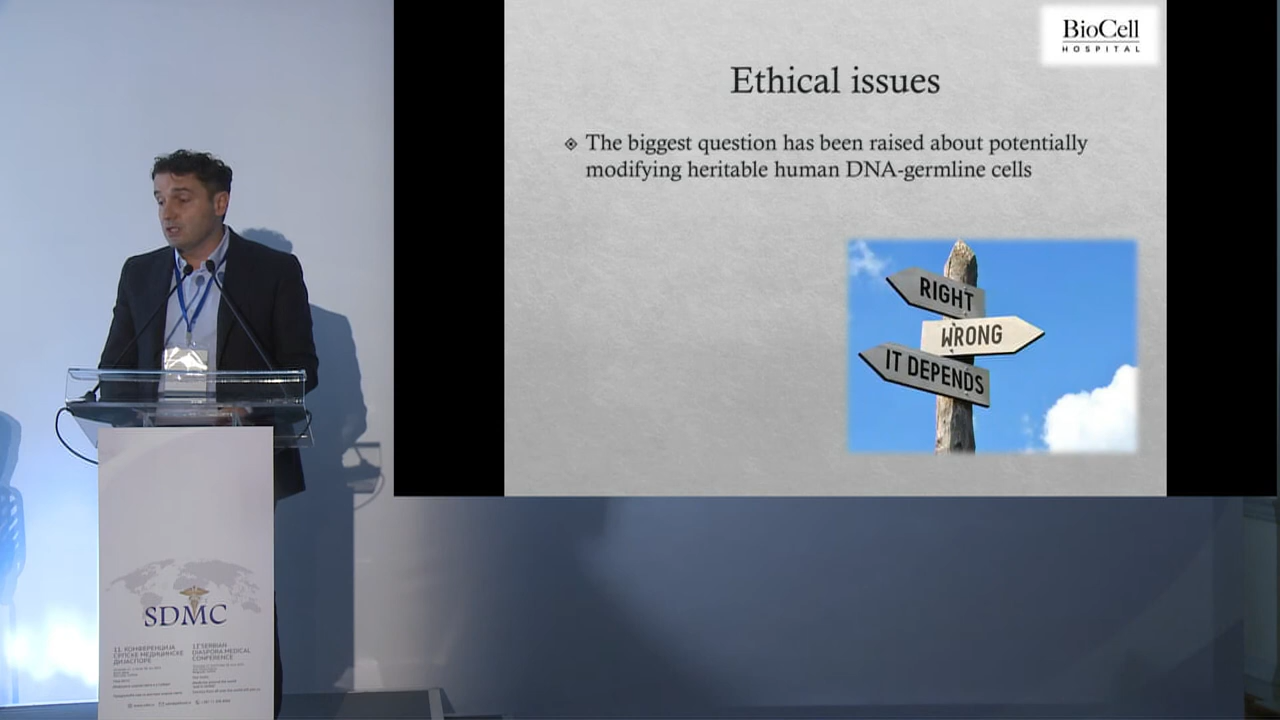 BioCell
HOSPITAL
Ethical issues
The biggest question has been raised about potentially
modifying heritable human DNA-germline cells
RIGHT
WRONG
IT DEPENDS
SDMC
11. КОНФЕРЕНЦИЈА
СРПСКЕ МЕДИЦИНСКЕ
ДИЈАСПОРЕ
SERBIAN
DIASPORA MEDICAL
CONFERENCE